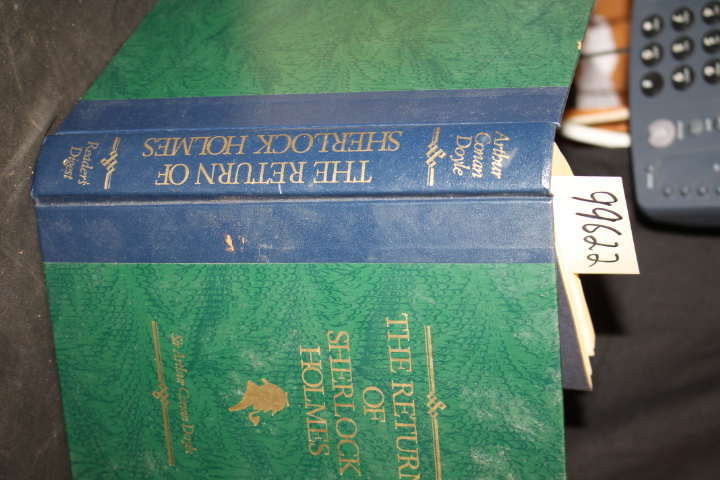 Arthur
Conan
Doyle
THE RETURN OF
SHERLOCK HOLMES
Reader's
Digest
THE RETURN
OF
SHERLOCK
HOLMES
Sir Arthur Conan Doyle
99622